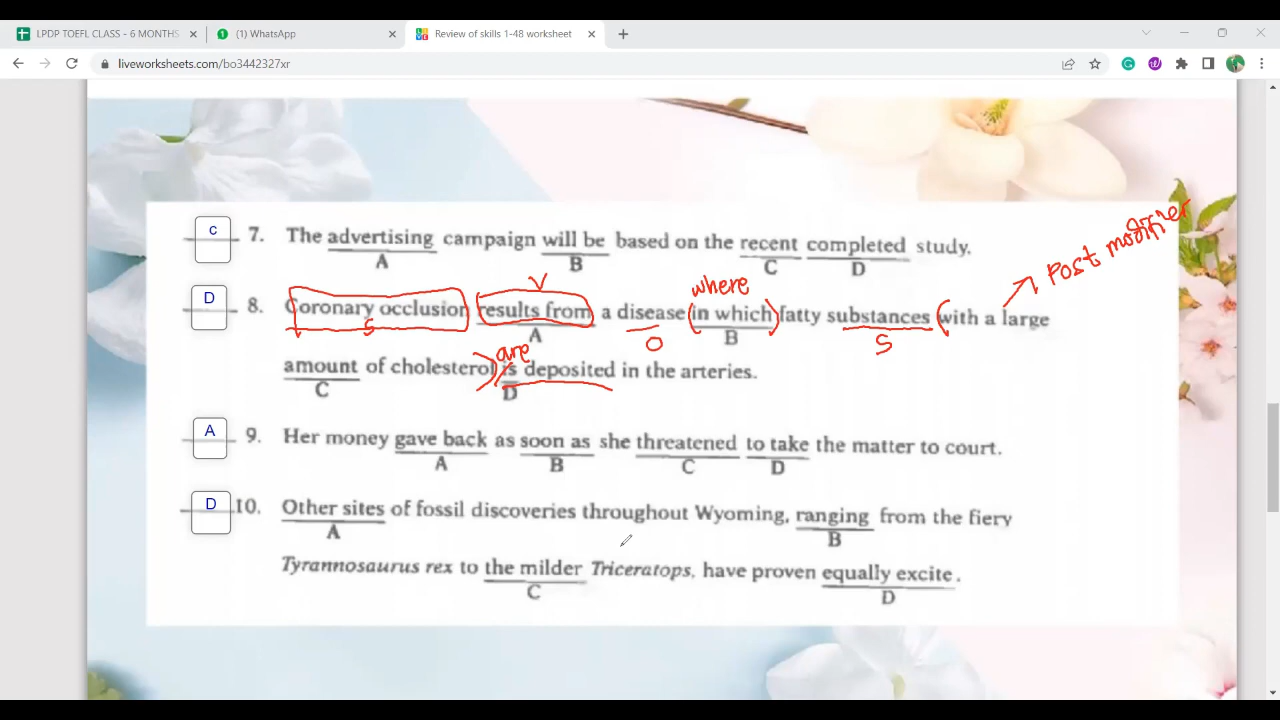 LPDP TOEFL CLASS - 6 MONTHS
(1) WhatsApp
Review of skills 1-48 worksheet
liveworksheets.com/bo3442327xr
Post modifier
C 7. The advertising campaign will be based on the recent completed study.
A B C D
V where
D 8. Coronary occlusion results from a disease (in which) fatty substances (with a large
S A O B S
are
amount of cholesterol) is deposited in the arteries.
C D
A 9. Her money gave back as soon as she threatened to take the matter to court.
A B C D
D 10. Other sites of fossil discoveries throughout Wyoming, ranging from the fiery
A B
Tyrannosaurus rex to the milder Triceratops, have proven equally excite.
C D